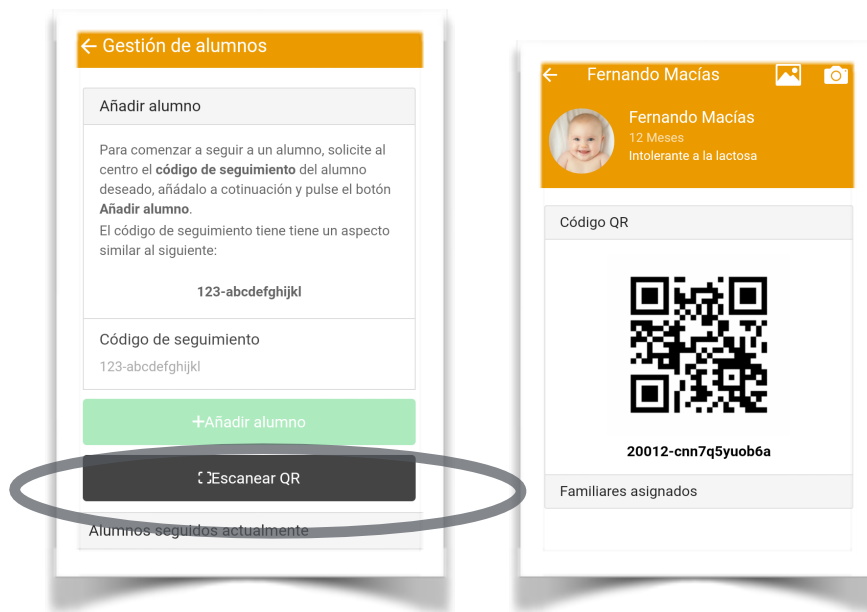 Gestión de alumnos
Añadir alumno
Para comenzar a seguir a un alumno, solicite al
centro el código de seguimiento del alumno
deseado, añádalo a cotinuación y pulse el botón
Añadir alumno.
El código de seguimiento tiene tiene un aspecto
similar al siguiente:
123-abcdefghijkl
Código de seguimiento
123-abcdefghijkl
+Añadir alumno
Escanear QR
Alumnos seguidos actualmente
Fernando Macías
Fernando Macías
12 Meses
Intolerante a la lactosa
Código QR
20012-cnn7q5yuob6a
Familiares asignados